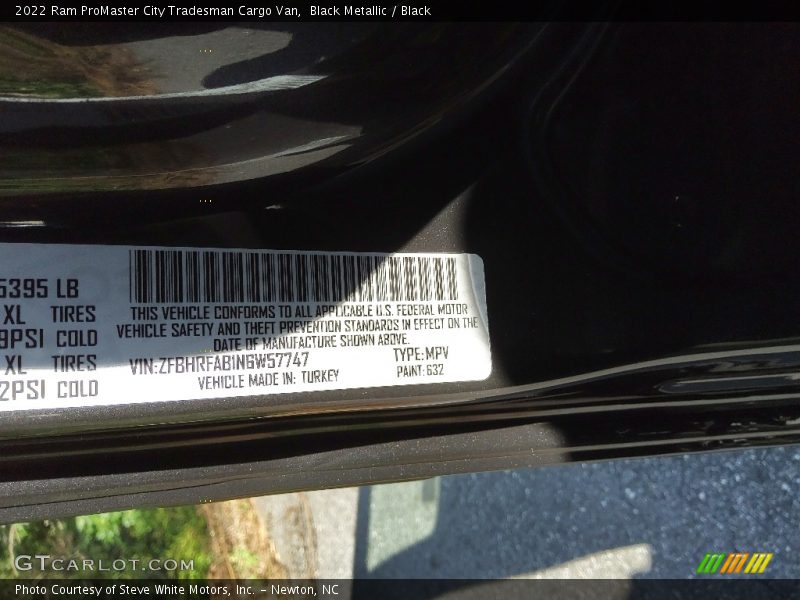 2022 Ram ProMaster City Tradesman Cargo Van, Black Metallic / Black
5395 LB
XL TIRES
PSI COLD
XL TIRES
2PSI COLD
THIS VEHICLE CONFORMS TO ALL APPLICABLE U.S. FEDERAL MOTOR
VEHICLE SAFETY AND THEFT PREVENTION STANDARDS IN EFFECT ON THE
DATE OF MANUFACTURE SHOWN ABOVE.
VIN:ZFBHRFAB1N6W57747 TYPE:MPV
VEHICLE MADE IN: TURKEY PAINT: 632
GTCARLOT.COM
Photo Courtesy of Steve White Motors, Inc. – Newton, NC